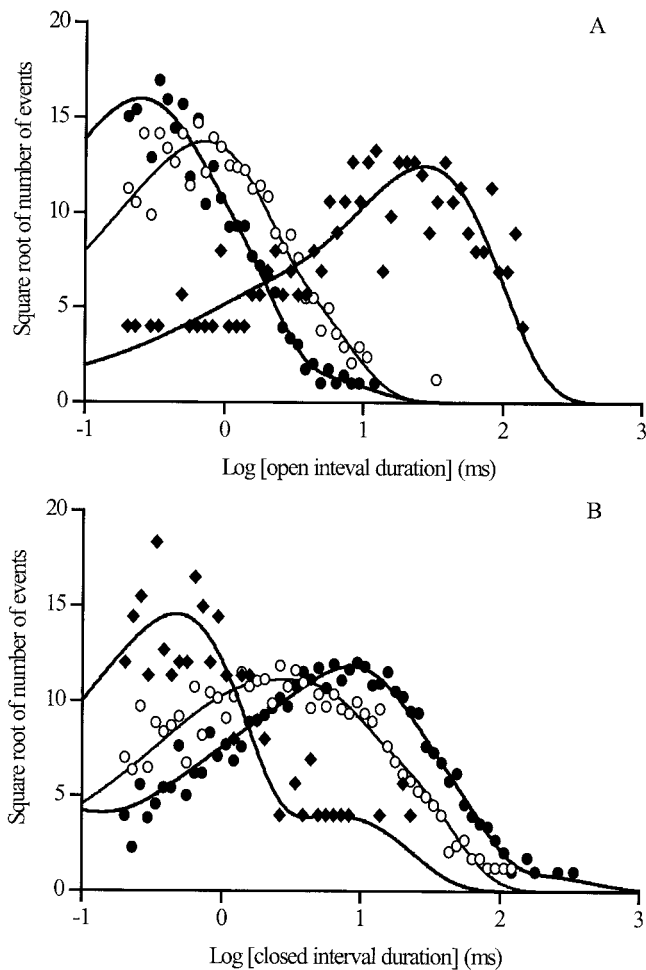 A
20
15
10
5
0
Square root of number of events
-1 0 1 2 3
Log [open inteval duration] (ms)
B
20
15
10
5
0
Square root of number of events
-1 0 1 2 3
Log [closed interval duration] (ms)